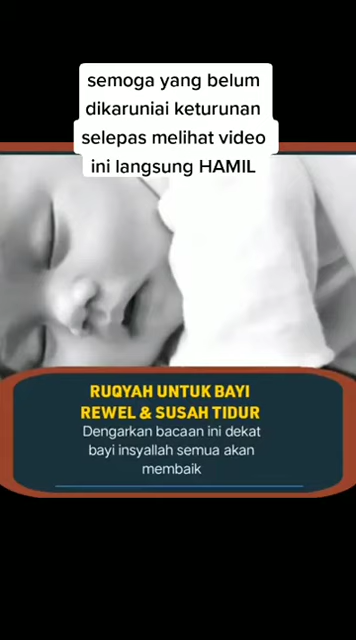 semoga yang belum
dikaruniai keturunan
selepas melihat video
ini langsung HAMIL
RUQYAH UNTUK BAYI
REWEL & SUSAH TIDUR
Dengarkan bacaan ini dekat
bayi insyallah semua akan
membaik